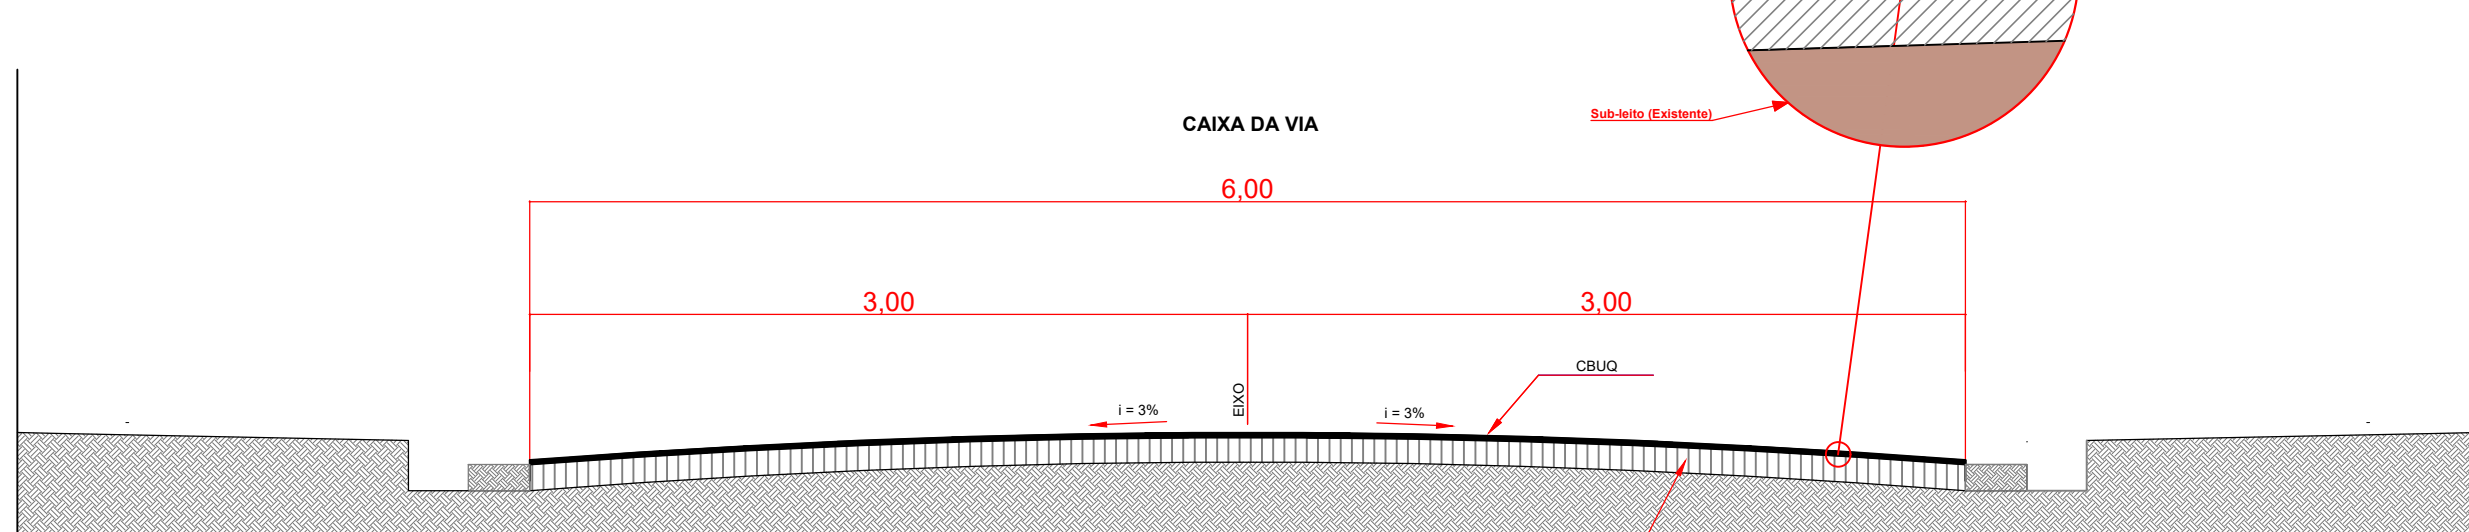 CAIXA DA VIA
Sub-leito (Existente)
6,00
3,00
3,00
CBUQ
EIXO
i = 3%
i = 3%